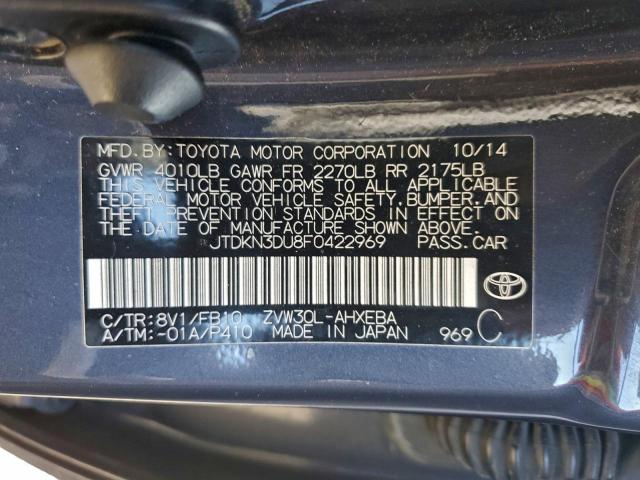 MFD.BY:TOYOTA MOTOR CORPORATION 10/14
GVWR 4010LB GAWR FR 2270LB RR 2175LB
THIS VEHICLE CONFORMS TO ALL APPLICABLE
FEDERAL MOTOR VEHICLE SAFETY,BUMPER,AND
THEFT PREVENTION STANDARDS IN EFFECT ON
THE DATE OF MANUFACTURE SHOWN ABOVE.
JTDKN3DU8F0422969 PASS.CAR
C/TR:8V1/FB10 ZVW30L-AHXEBA
A/TM:-01A/P410 MADE IN JAPAN 969 C